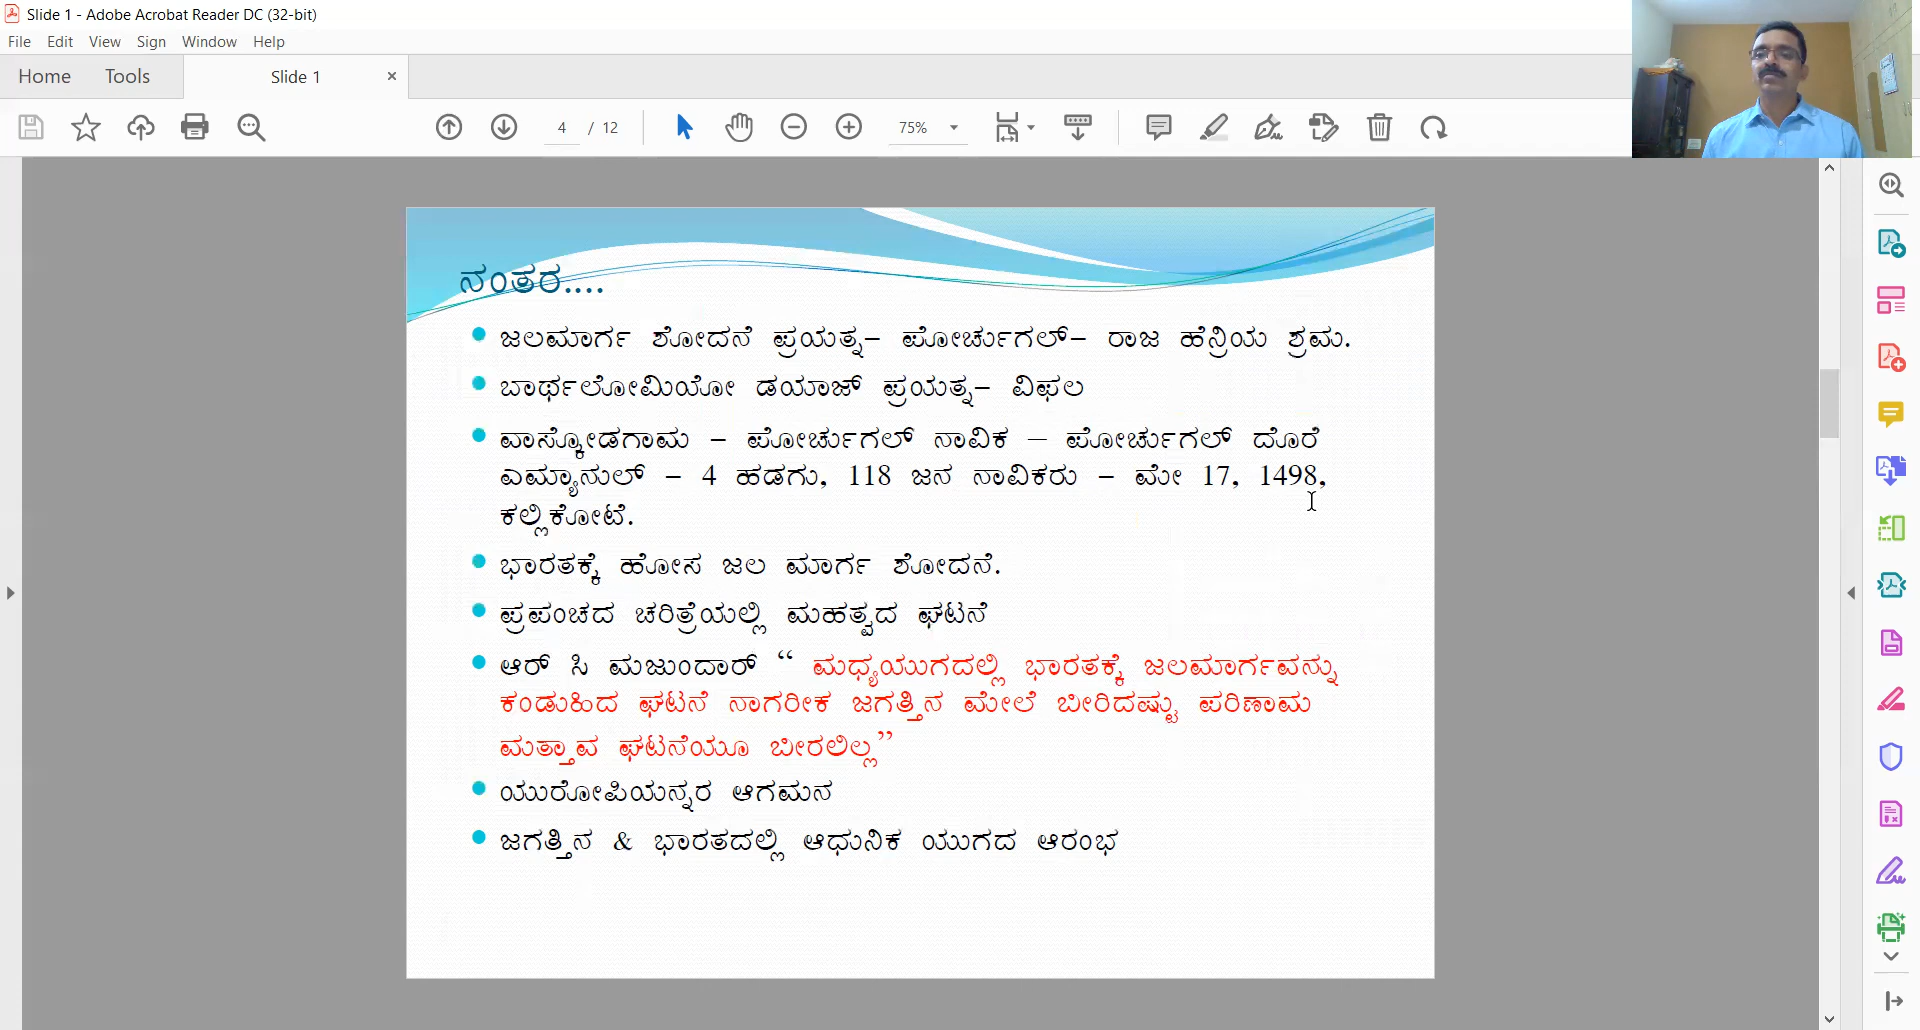 Slide 1 - Adobe Acrobat Reader DC (32-bit)
File Edit View Sign Window Help
Home Tools Slide 1 ×
4 / 12 75%
ನಂತರ....
ಜಲಮಾರ್ಗ ಶೋದನೆ ಪ್ರಯತ್ನ– ಪೋರ್ಚುಗಲ್– ರಾಜ ಹೆನ್ರಿಯ ಶ್ರಮ.
ಬಾರ್ಥಲೋಮಿಯೋ ಡಯಾಜ್ ಪ್ರಯತ್ನ– ವಿಫಲ
ವಾಸ್ಕೋಡಗಾಮ – ಪೋರ್ಚುಗಲ್ ನಾವಿಕ – ಪೋರ್ಚುಗಲ್ ದೊರೆ
ಎಮ್ಯಾನುಲ್ – 4 ಹಡಗು, 118 ಜನ ನಾವಿಕರು – ಮೇ 17, 1498,
ಕಲ್ಲಿಕೋಟೆ.
ಭಾರತಕ್ಕೆ ಹೋಸ ಜಲ ಮಾರ್ಗ ಶೋದನೆ.
ಪ್ರಪಂಚದ ಚರಿತ್ರೆಯಲ್ಲಿ ಮಹತ್ವದ ಘಟನೆ
ಆರ್ ಸಿ ಮಜುಂದಾರ್ “ ಮಧ್ಯಯುಗದಲ್ಲಿ ಭಾರತಕ್ಕೆ ಜಲಮಾರ್ಗವನ್ನು
ಕಂಡುಹಿದ ಘಟನೆ ನಾಗರೀಕ ಜಗತ್ತಿನ ಮೇಲೆ ಬೀರಿದಷ್ಟು ಪರಿಣಾಮ
ಮತ್ತಾವ ಘಟನೆಯೂ ಬೀರಲಿಲ್ಲ”
ಯುರೋಪಿಯನ್ನರ ಆಗಮನ
ಜಗತ್ತಿನ & ಭಾರತದಲ್ಲಿ ಆಧುನಿಕ ಯುಗದ ಆರಂಭ